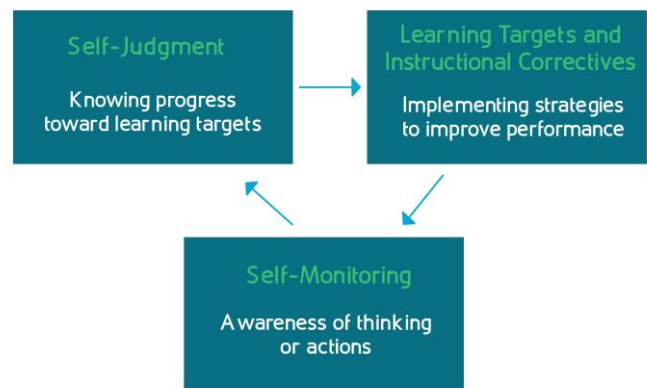 Self-Judgment
Knowing progress
toward learning targets
Learning Targets and
Instructional Correctives
Implementing strategies
to improve performance
Self-Monitoring
Awareness of thinking
or actions